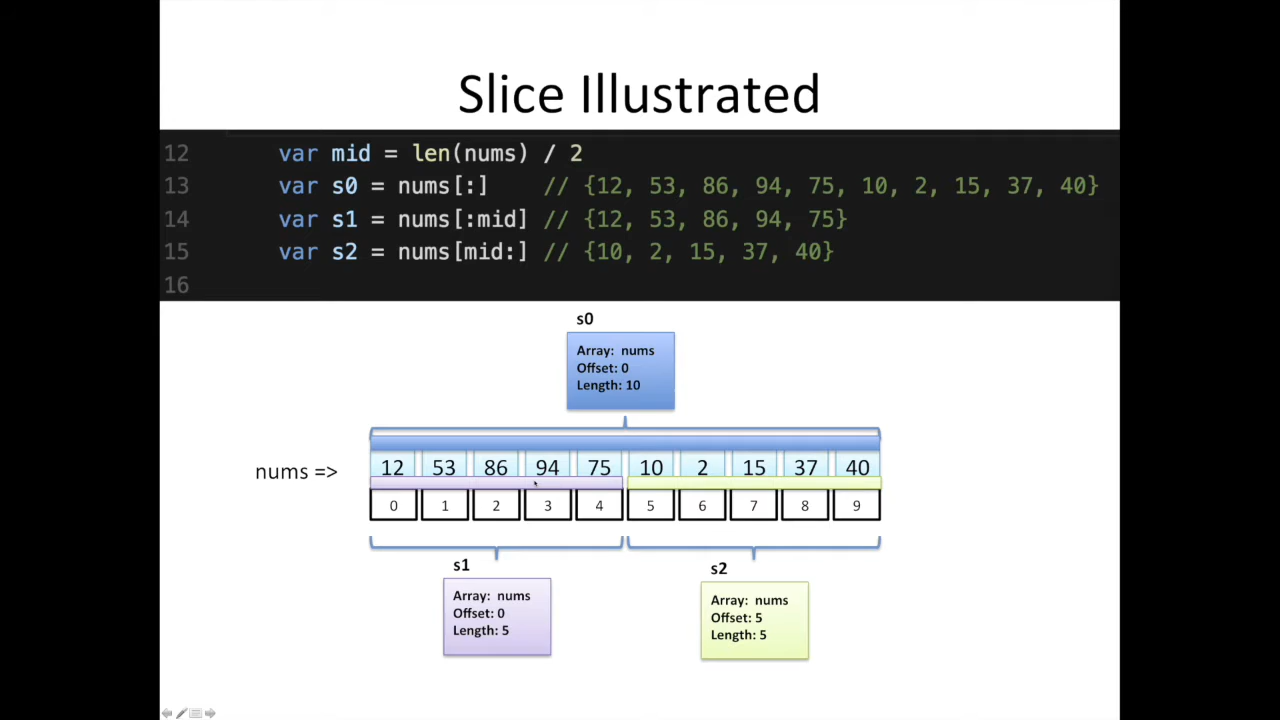 Slice Illustrated
12 var mid = len(nums) / 2
13 var s0 = nums[:] // {12, 53, 86, 94, 75, 10, 2, 15, 37, 40}
14 var s1 = nums[:mid] // {12, 53, 86, 94, 75}
15 var s2 = nums[mid:] // {10, 2, 15, 37, 40}
16
s0
Array: nums
Offset: 0
Length: 10
nums => 12 53 86 94 75 10 2 15 37 40
0 1 2 3 4 5 6 7 8 9
s1
Array: nums
Offset: 0
Length: 5
s2
Array: nums
Offset: 5
Length: 5